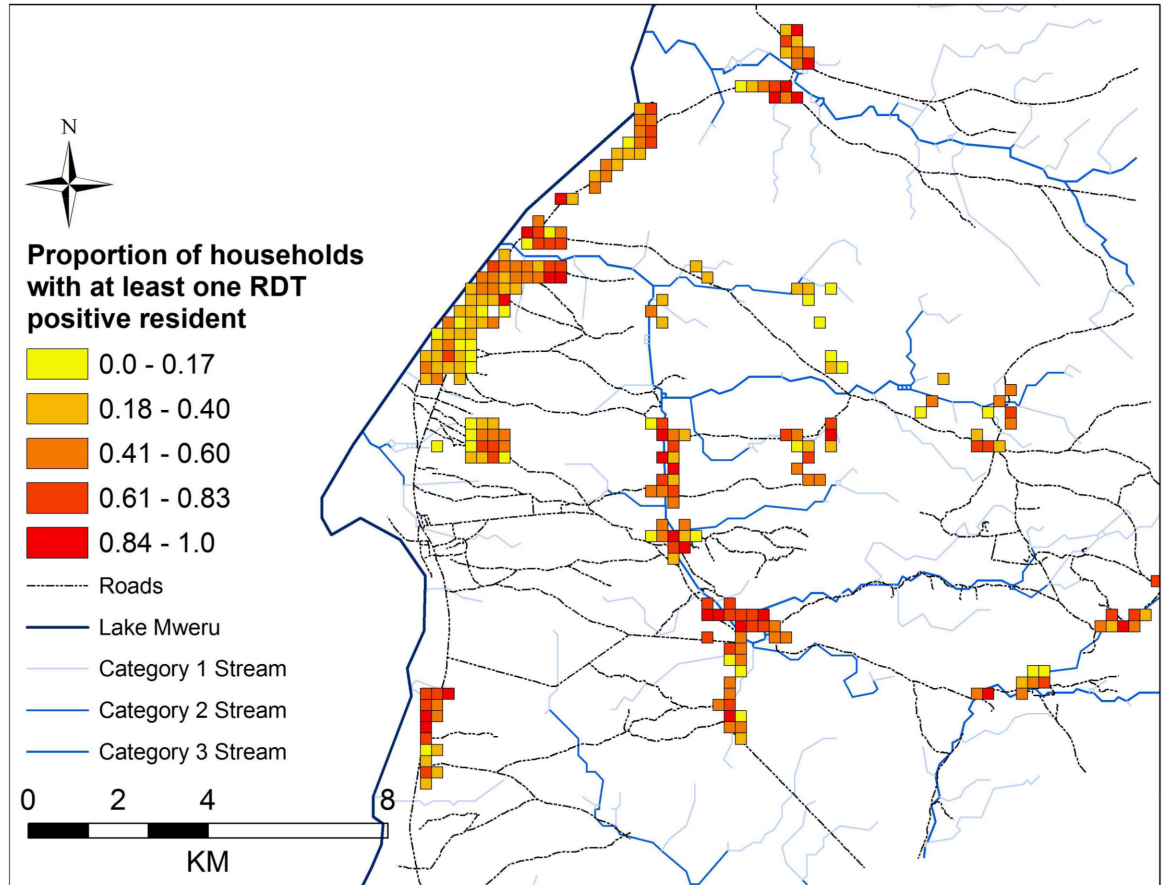 N
Proportion of households
with at least one RDT
positive resident
0.0 - 0.17
0.18 - 0.40
0.41 - 0.60
0.61 - 0.83
0.84 - 1.0
Roads
Lake Mweru
Category 1 Stream
Category 2 Stream
Category 3 Stream
0 2 4 8
KM